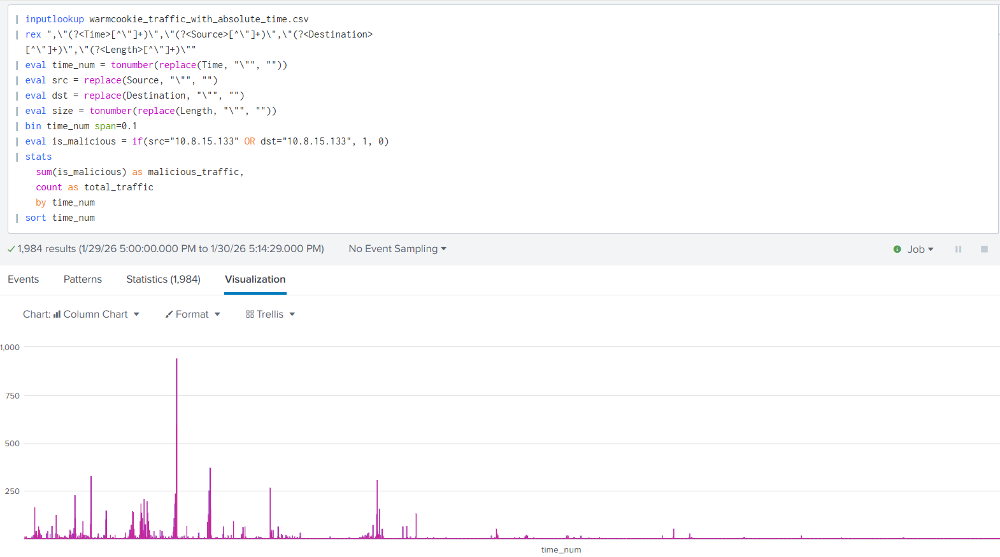 | inputlookup warmcookie_traffic_with_absolute_time.csv
| rex ",\"(?<Time>[^\"]+)\",\"(?<Source>[^\"]+)\",\"(?<Destination>
[^\"]+)\",\"(?<Length>[^\"]+)\""
| eval time_num = tonumber(replace(Time, "\"", ""))
| eval src = replace(Source, "\"", "")
| eval dst = replace(Destination, "\"", "")
| eval size = tonumber(replace(Length, "\"", ""))
| bin time_num span=0.1
| eval is_malicious = if(src="10.8.15.133" OR dst="10.8.15.133", 1, 0)
| stats
sum(is_malicious) as malicious_traffic,
count as total_traffic
by time_num
| sort time_num
1,984 results (1/29/26 5:00:00.000 PM to 1/30/26 5:14:29.000 PM) No Event Sampling Job
Events Patterns Statistics (1,984) Visualization
Chart: Column Chart Format Trellis
1,000
750
500
250
time_num